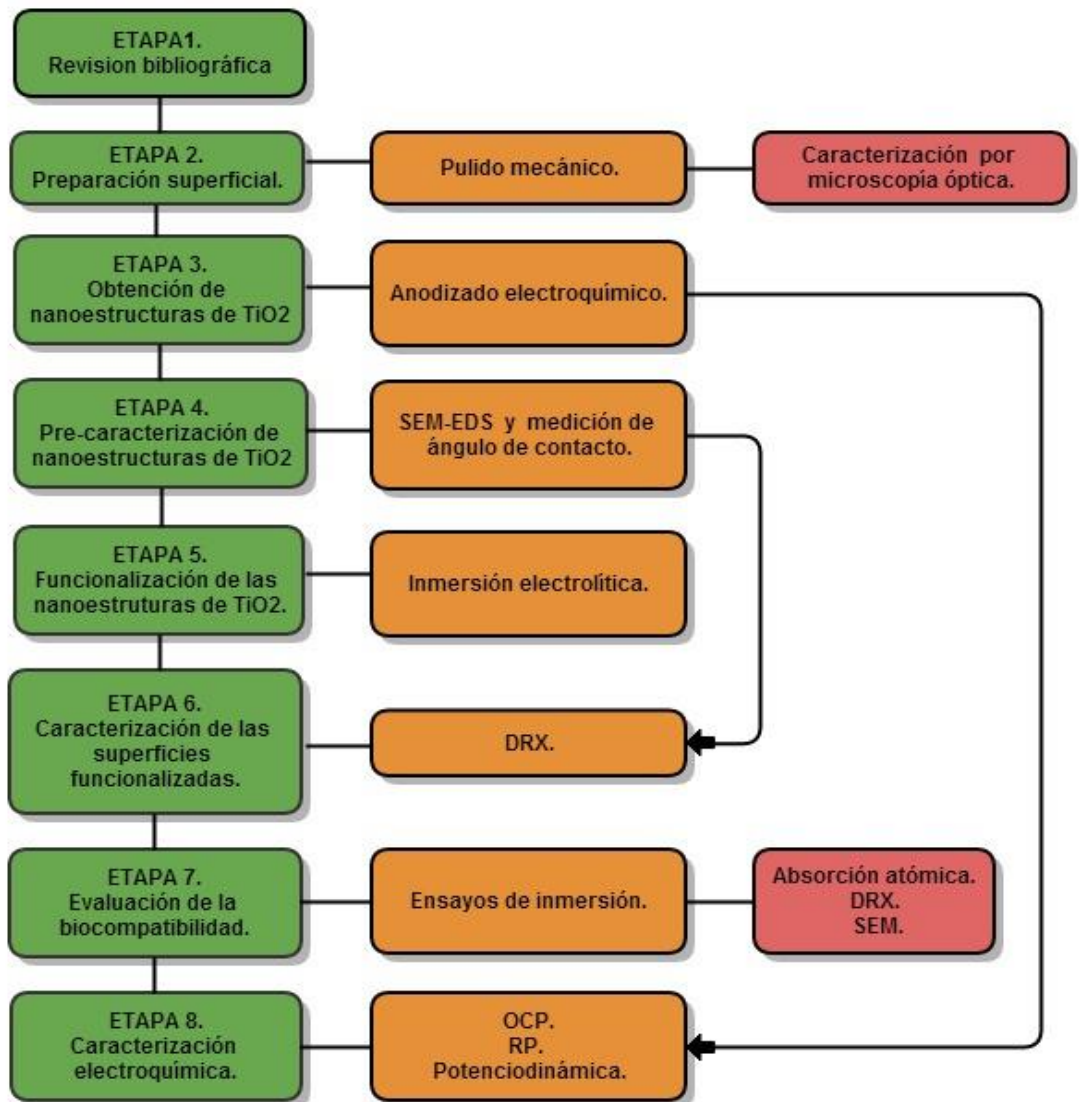 ETAPA1.
Revision bibliográfica
ETAPA 2.
Preparación superficial.
Pulido mecánico.
Caracterización por
microscopia óptica.
ETAPA 3.
Obtención de
nanoestructuras de TiO2
Anodizado electroquímico.
ETAPA 4.
Pre-caracterización de
nanoestructuras de TiO2
SEM-EDS y medición de
ángulo de contacto.
ETAPA 5.
Funcionalización de las
nanoestruturas de TiO2.
Inmersión electrolítica.
ETAPA 6.
Caracterización de las
superficies
funcionalizadas.
DRX.
ETAPA 7.
Evaluación de la
biocompatibilidad.
Ensayos de inmersión.
Absorción atómica.
DRX.
SEM.
ETAPA 8.
Caracterización
electroquímica.
OCP.
RP.
Potenciodinámica.